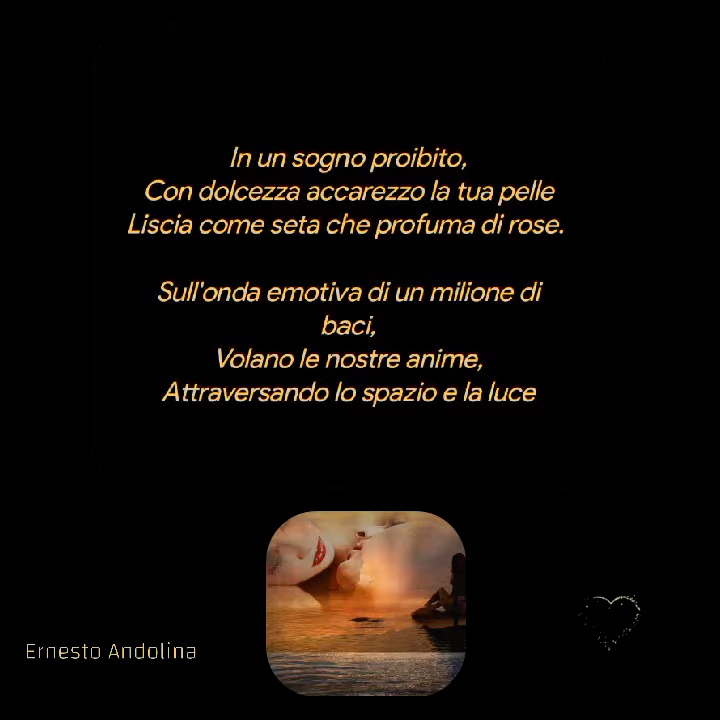 In un sogno proibito,
Con dolcezza accarezzo la tua pelle
Liscia come seta che profuma di rose.
Sull'onda emotiva di un milione di
baci,
Volano le nostre anime,
Attraversando lo spazio e la luce
Ernesto Andolina